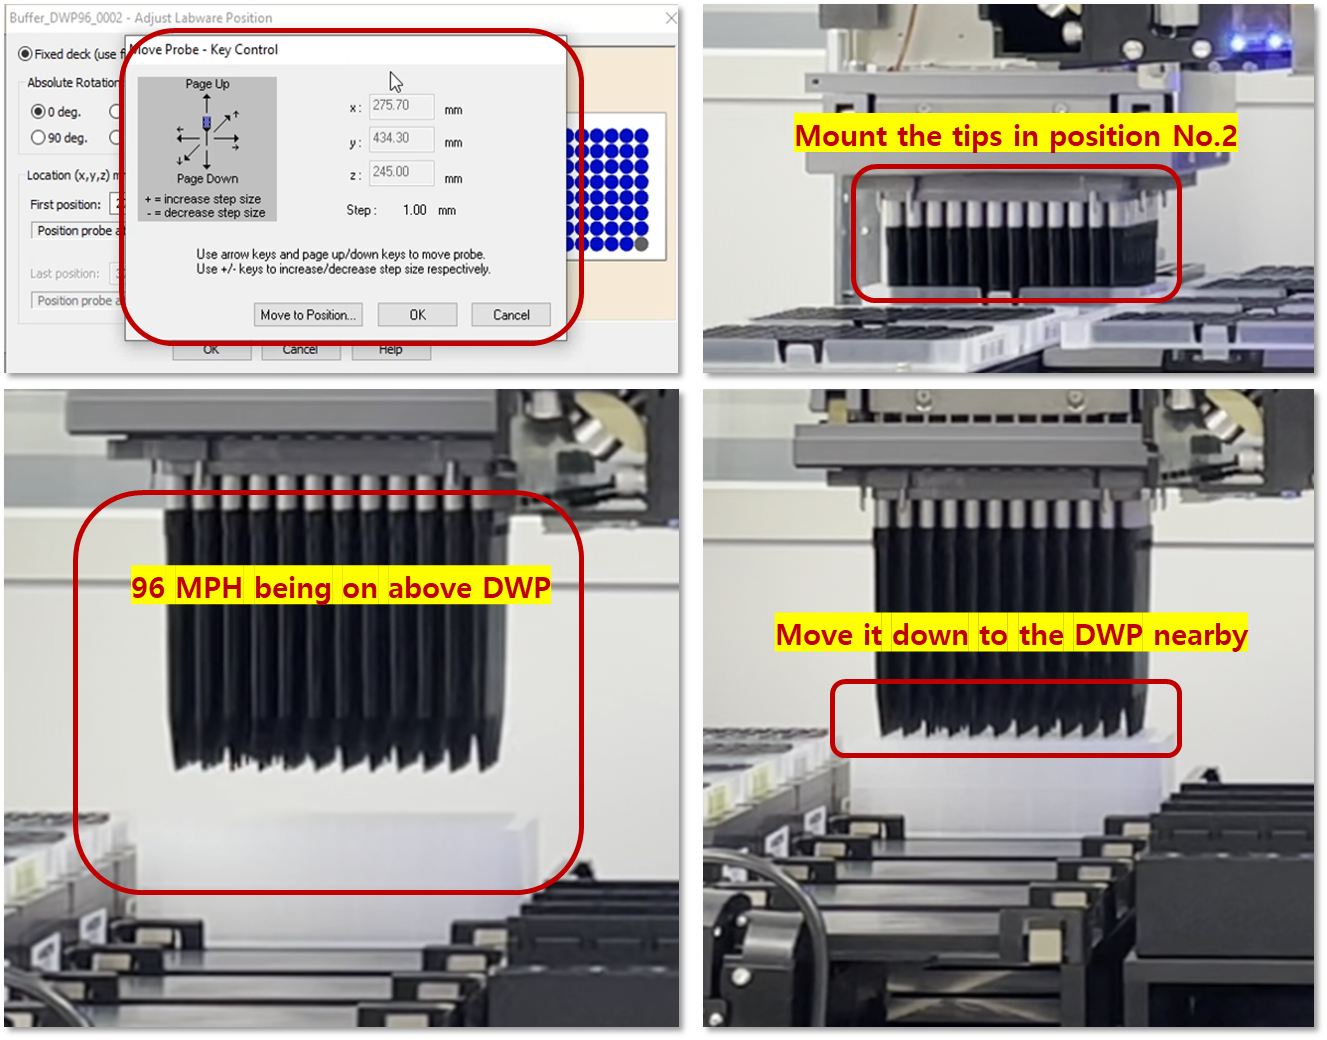 Buffer_DWP96_0002 - Adjust Labware Position
Move Probe - Key Control
Fixed deck (use f
Absolute Rotation
0 deg.
90 deg.
Location (x,y,z) m
First position:
Position probe a
Last position:
Position probe a
OK
Cancel
Help
Page Up
Page Down
+ = increase step size
- = decrease step size
x :
275.70
mm
y :
434.30
mm
z :
245.00
mm
Step :
1.00
mm
Use arrow keys and page up/down keys to move probe.
Use +/- keys to increase/decrease step size respectively.
Move to Position...
OK
Cancel
Mount the tips in position No.2
96 MPH being on above DWP
Move it down to the DWP nearby